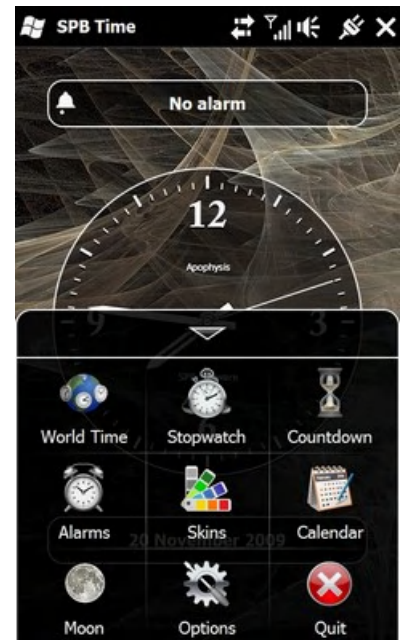 SPB Time
No alarm
12
Apophysis
9
3
World Time
Stopwatch
Countdown
6
Alarms
Skins
Calendar
20 November 2009
Moon
Options
Quit